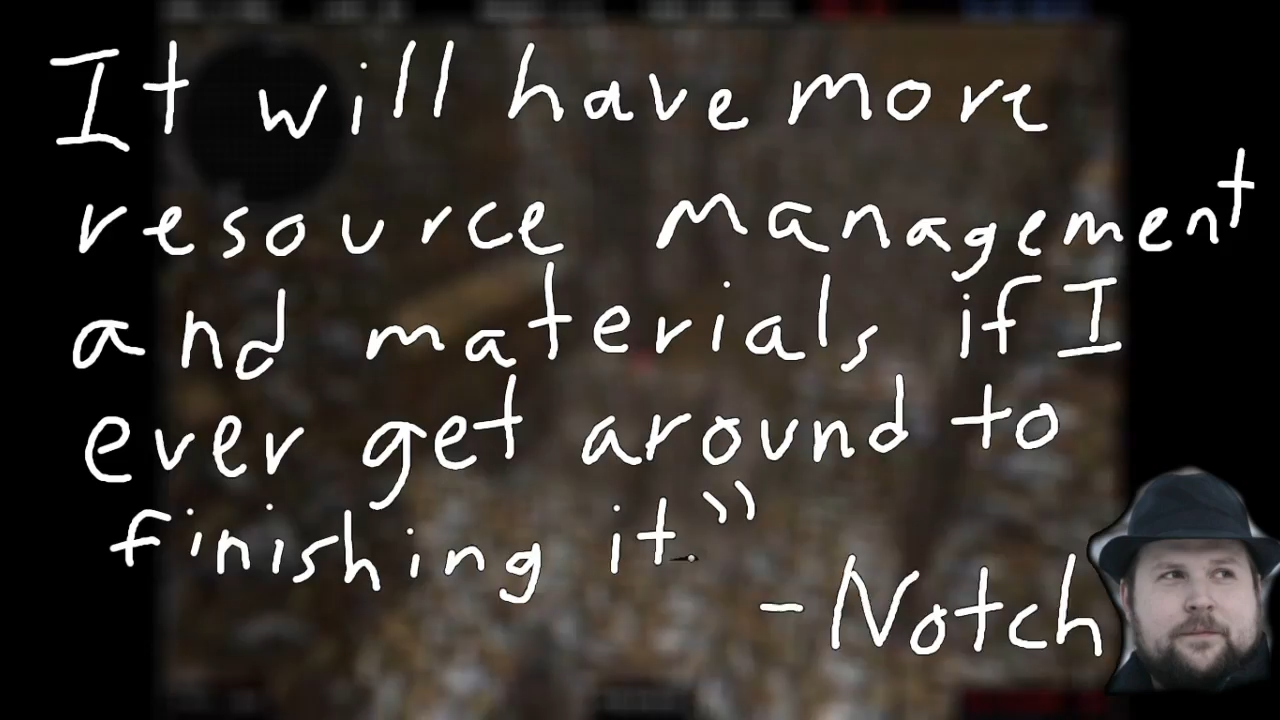 It will have more
resource management
and materials if I
ever get around to
finishing it."
-Notch